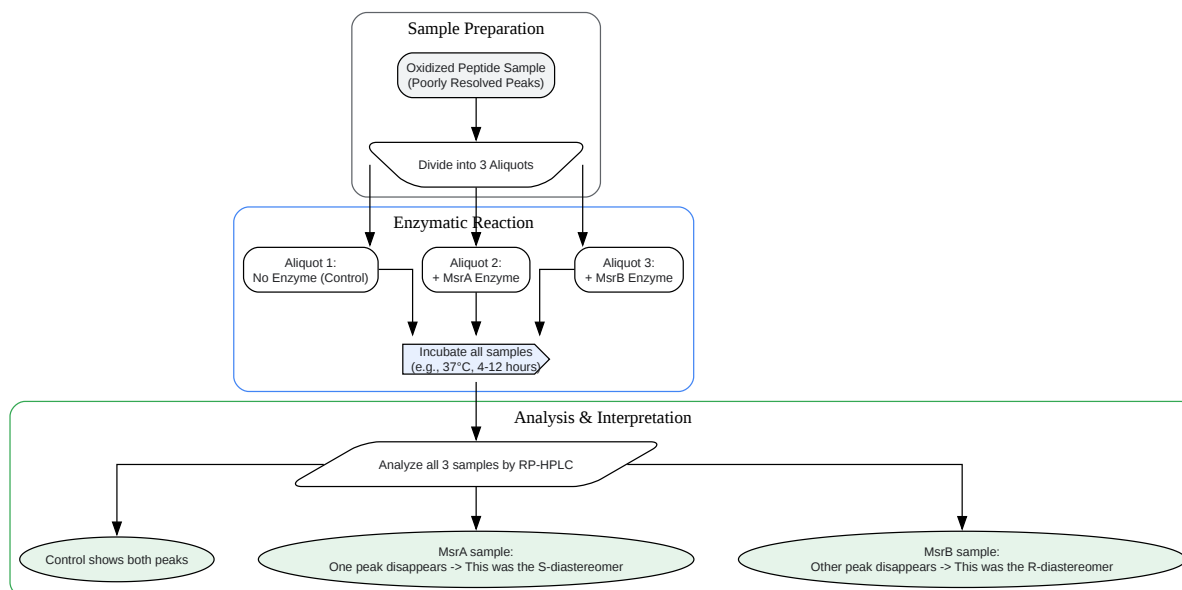 Sample Preparation
Oxidized Peptide Sample
(Poorly Resolved Peaks)
Divide into 3 Aliquots
Enzymatic Reaction
Aliquot 1:
No Enzyme (Control)
Aliquot 2:
+ MsrA Enzyme
Aliquot 3:
+ MsrB Enzyme
Incubate all samples
(e.g., 37°C, 4-12 hours)
Analysis & Interpretation
Analyze all 3 samples by RP-HPLC
Control shows both peaks
MsrA sample:
One peak disappears -> This was the S-diastereomer
MsrB sample:
Other peak disappears -> This was the R-diastereomer